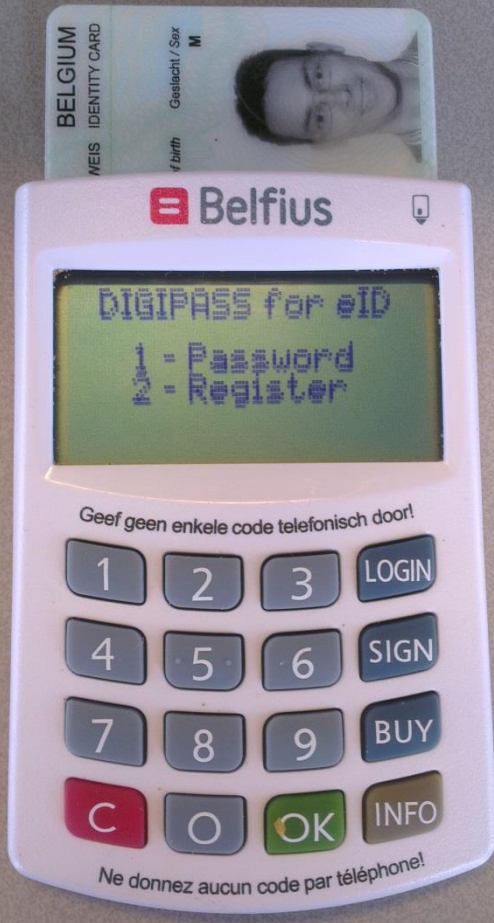 BELGIUM
IDENTITY CARD
WEIS
Geslacht / Sex
M
f birth
Belfius
DIGIPASS for eID
1 - Password
2 - Register
Geef geen enkele code telefonisch door!
1 2 3 LOGIN
4 5 6 SIGN
7 8 9 BUY
C 0 OK INFO
Ne donnez aucun code par téléphone!